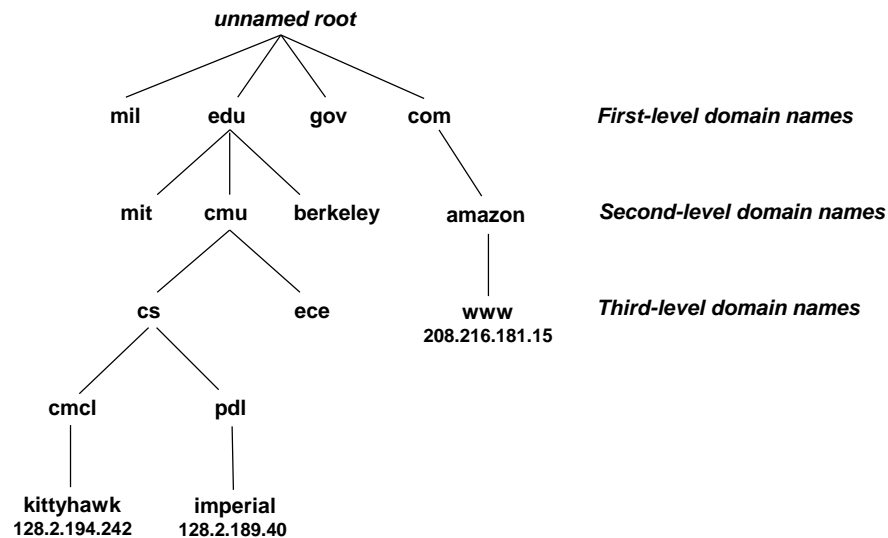 unnamed root
mil edu gov com First-level domain names
mit cmu berkeley amazon Second-level domain names
cs ece www Third-level domain names
208.216.181.15
cmcl pdl
kittyhawk imperial
128.2.194.242 128.2.189.40